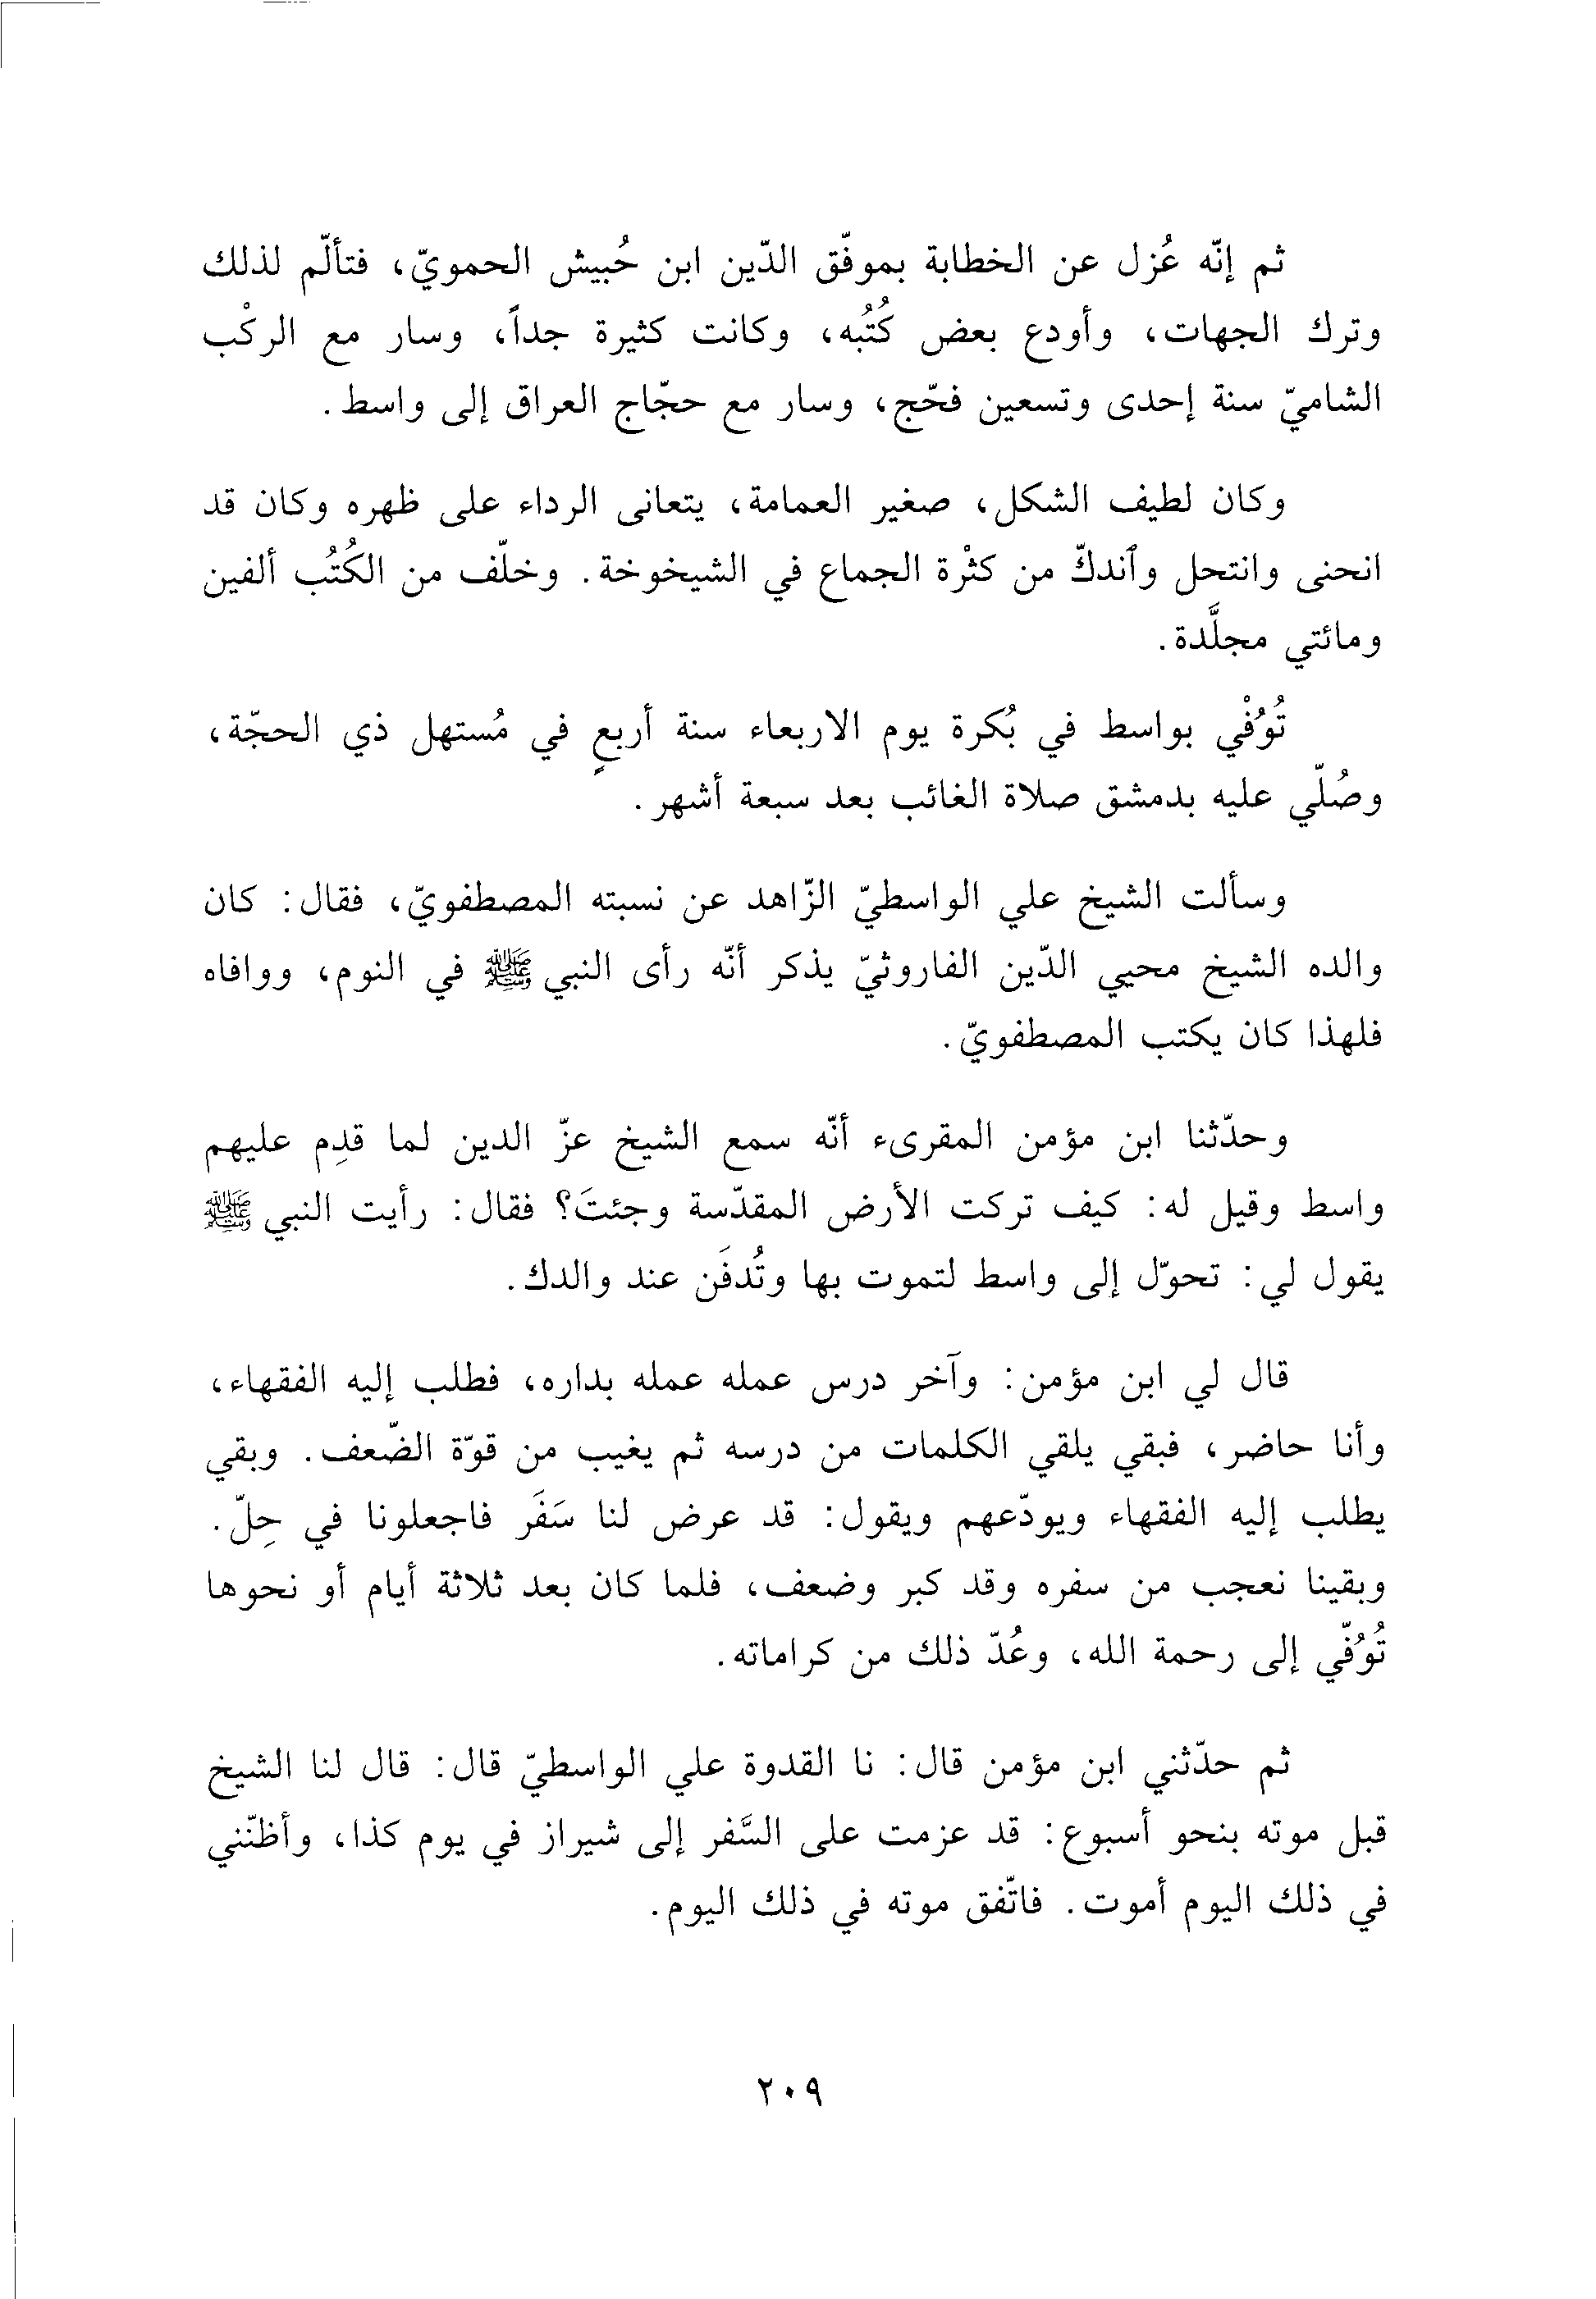 ثم إنّه عُزل عن الخطابة بموفّق الدّين ابن حُبيش الحمويّ، فتألّم لذلك
وترك الجهات، وأودع بعض كُتُبه، وكانت كثيرة جداً، وسار مع الركْب
الشاميّ سنة إحدى وتسعين فحّج، وسار مع حجّاج العراق إلى واسط.
وكان لطيف الشكل، صغير العمامة، يتعانى الرداء على ظهره وكان قد
انحنى وانتحل وٱندكّ من كثْرة الجماع في الشيخوخة. وخلّف من الكُتُب ألفين
ومائتي مجلَّدة.
تُوُفْي بواسط في بُكرة يوم الاربعاء سنة أربعٍ في مُستهل ذي الحجّة،
وصُلّي عليه بدمشق صلاة الغائب بعد سبعة أشهر.
وسألت الشيخ علي الواسطيّ الزّاهد عن نسبته المصطفويّ، فقال: كان
والده الشيخ محيي الدّين الفاروثيّ يذكر أنّه رأى النبي ﷺ في النوم، ووافاه
فلهذا كان يكتب المصطفويّ.
وحدّثنا ابن مؤمن المقرىء أنّه سمع الشيخ عزّ الدين لما قدِم عليهم
واسط وقيل له: كيف تركت الأرض المقدّسة وجئتَ؟ فقال: رأيت النبي ﷺ
يقول لي: تحوّل إلى واسط لتموت بها وتُدفَن عند والدك.
قال لي ابن مؤمن: وآخر درس عمله عمله بداره، فطلب إليه الفقهاء،
وأنا حاضر، فبقي يلقي الكلمات من درسه ثم يغيب من قوّة الضّعف. وبقي
يطلب إليه الفقهاء ويودّعهم ويقول: قد عرض لنا سَفَر فاجعلونا في حِلّ.
وبقينا نعجب من سفره وقد كبر وضعف، فلما كان بعد ثلاثة أيام أو نحوها
تُوُفّي إلى رحمة الله، وعُدّ ذلك من كراماته.
ثم حدّثني ابن مؤمن قال: نا القدوة علي الواسطيّ قال: قال لنا الشيخ
قبل موته بنحو أسبوع: قد عزمت على السَّفر إلى شيراز في يوم كذا، وأظنّني
في ذلك اليوم أموت. فاتّفق موته في ذلك اليوم.
٢٠٩